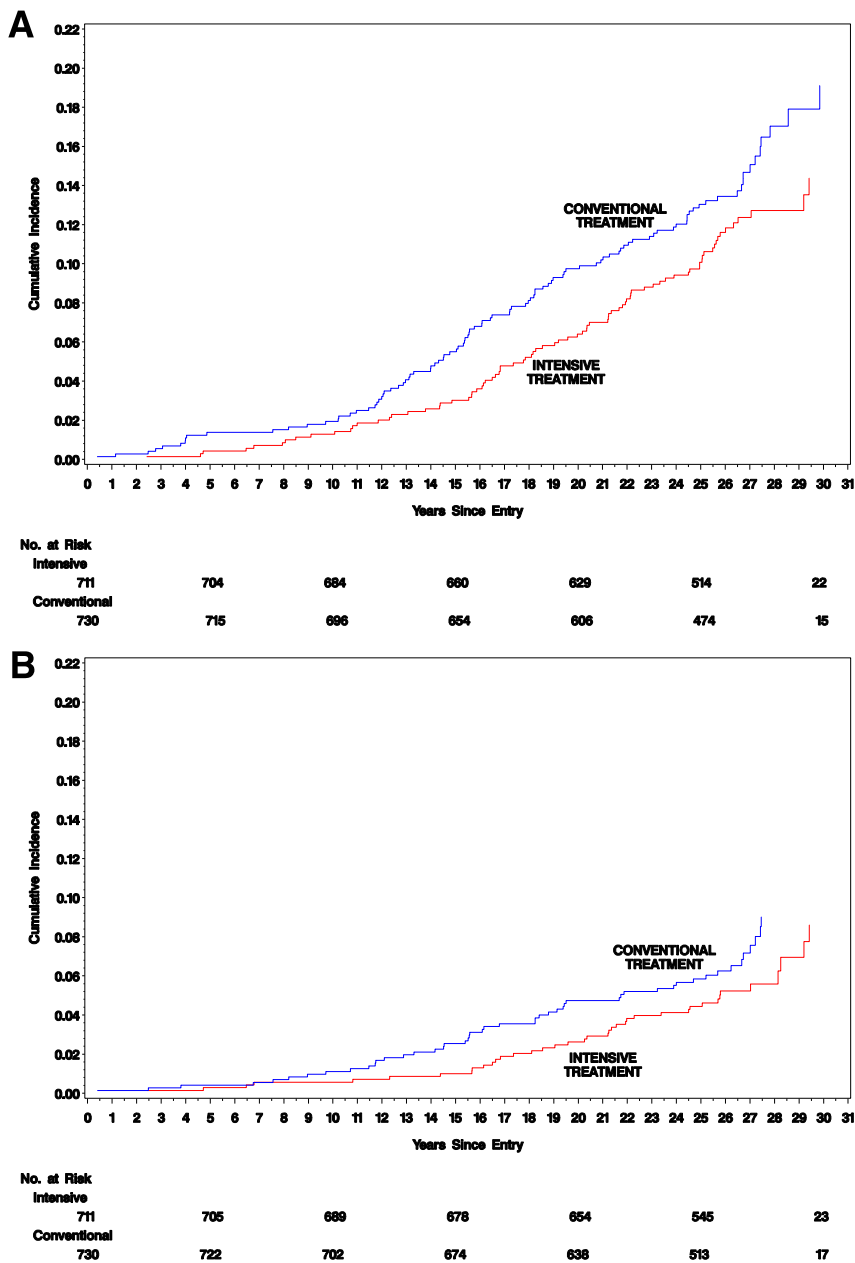 A
0.22
0.20
0.18
0.16
0.14
0.12
0.10
0.08
0.06
0.04
0.02
0.00
Cumulative Incidence
CONVENTIONAL
TREATMENT
INTENSIVE
TREATMENT
0 1 2 3 4 5 6 7 8 9 10 11 12 13 14 15 16 17 18 19 20 21 22 23 24 25 26 27 28 29 30 31
Years Since Entry
No. at Risk
Intensive
711 704 684 660 629 514 22
Conventional
730 715 696 654 606 474 15
B
0.22
0.20
0.18
0.16
0.14
0.12
0.10
0.08
0.06
0.04
0.02
0.00
Cumulative Incidence
CONVENTIONAL
TREATMENT
INTENSIVE
TREATMENT
0 1 2 3 4 5 6 7 8 9 10 11 12 13 14 15 16 17 18 19 20 21 22 23 24 25 26 27 28 29 30 31
Years Since Entry
No. at Risk
Intensive
711 705 689 678 654 545 23
Conventional
730 722 702 674 638 513 17